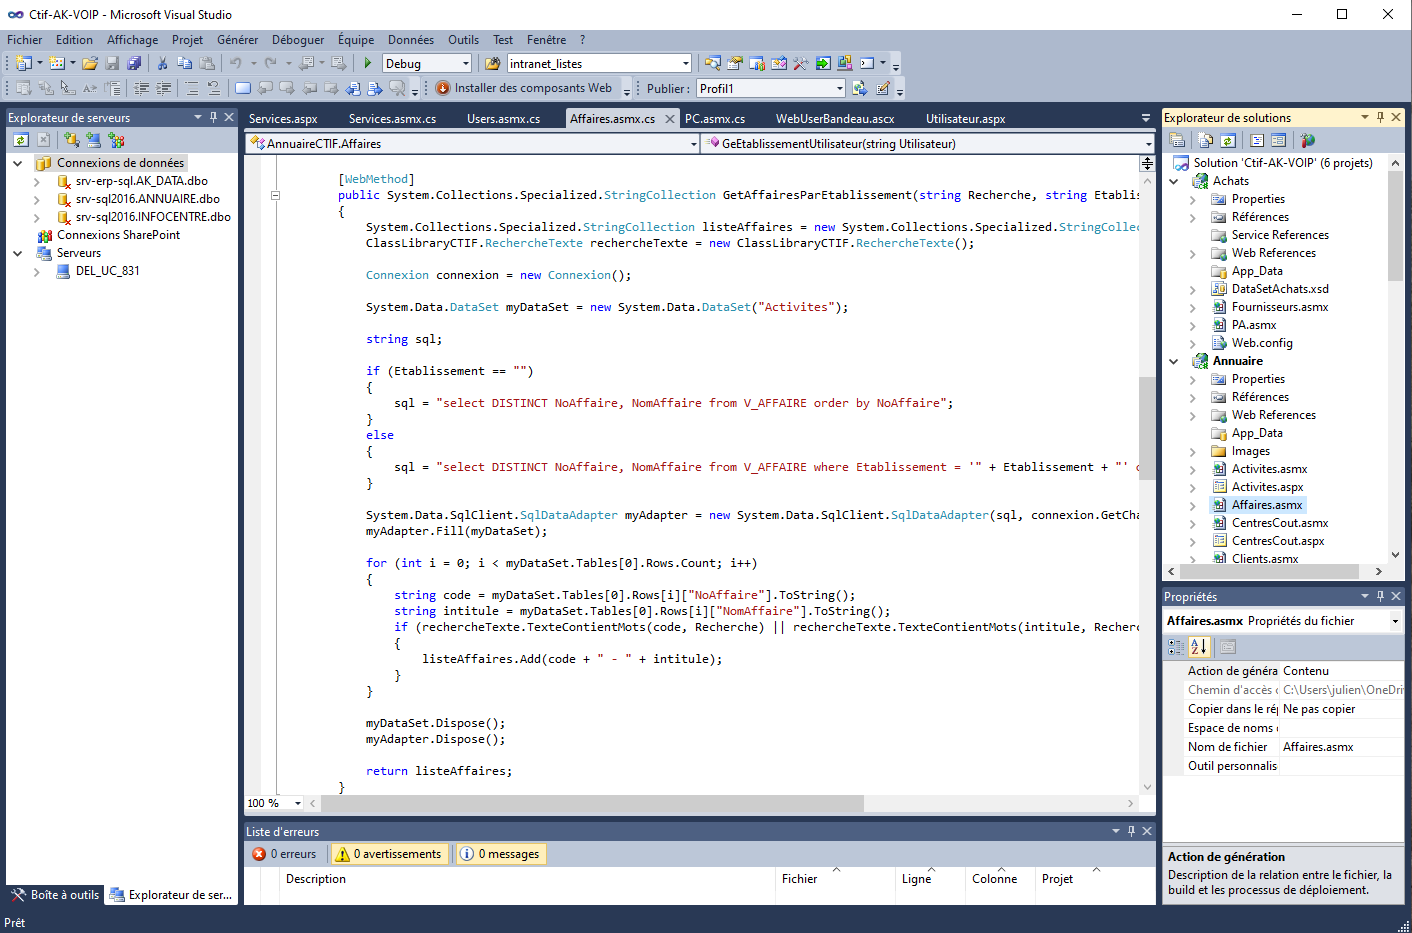 Ctif-AK-VOIP - Microsoft Visual Studio
Fichier Edition Affichage Projet Générer Déboguer Équipe Données Outils Test Fenêtre ?
Debug intranet_listes
Installer des composants Web Publier : Profil1
Explorateur de serveurs
Connexions de données
srv-erp-sql.AK_DATA.dbo
srv-sql2016.ANNUAIRE.dbo
srv-sql2016.INFOCENTRE.dbo
Connexions SharePoint
Serveurs
DEL_UC_831
Boîte à outils Explorateur de ser...
Services.aspx Services.asmx.cs Users.asmx.cs Affaires.asmx.cs PC.asmx.cs WebUserBandeau.ascx Utilisateur.aspx
AnnuaireCTIF.Affaires GetEtablissementUtilisateur(string Utilisateur)
[WebMethod]
public System.Collections.Specialized.StringCollection GetAffairesParEtablissement(string Recherche, string Etablis
{
System.Collections.Specialized.StringCollection listeAffaires = new System.Collections.Specialized.StringCollec
ClassLibraryCTIF.RechercheTexte rechercheTexte = new ClassLibraryCTIF.RechercheTexte();
Connexion connexion = new Connexion();
System.Data.DataSet myDataSet = new System.Data.DataSet("Activites");
string sql;
if (Etablissement == "")
{
sql = "select DISTINCT NoAffaire, NomAffaire from V_AFFAIRE order by NoAffaire";
}
else
{
sql = "select DISTINCT NoAffaire, NomAffaire from V_AFFAIRE where Etablissement = '" + Etablissement + "' o
}
System.Data.SqlClient.SqlDataAdapter myAdapter = new System.Data.SqlClient.SqlDataAdapter(sql, connexion.GetCha
myAdapter.Fill(myDataSet);
for (int i = 0; i < myDataSet.Tables[0].Rows.Count; i++)
{
string code = myDataSet.Tables[0].Rows[i]["NoAffaire"].ToString();
string intitule = myDataSet.Tables[0].Rows[i]["NomAffaire"].ToString();
if (rechercheTexte.TexteContientMots(code, Recherche) || rechercheTexte.TexteContientMots(intitule, Recherc
{
listeAffaires.Add(code + " - " + intitule);
}
}
myDataSet.Dispose();
myAdapter.Dispose();
return listeAffaires;
}
100 %
Liste d'erreurs
0 erreurs 0 avertissements 0 messages
Description Fichier Ligne Colonne Projet
Explorateur de solutions
Solution 'Ctif-AK-VOIP' (6 projets)
Achats
Properties
Références
Service References
Web References
App_Data
DataSetAchats.xsd
Fournisseurs.asmx
PA.asmx
Web.config
Annuaire
Properties
Références
Web References
App_Data
Images
Activites.asmx
Activites.aspx
Affaires.asmx
CentresCout.asmx
CentresCout.aspx
Clients.asmx
Propriétés
Affaires.asmx Propriétés du fichier
Action de généra Contenu
Chemin d'accès c C:\Users\julien\OneDri
Copier dans le rép Ne pas copier
Espace de noms
Nom de fichier Affaires.asmx
Outil personnalis
Action de génération
Description de la relation entre le fichier, la
build et les processus de déploiement.
Prêt